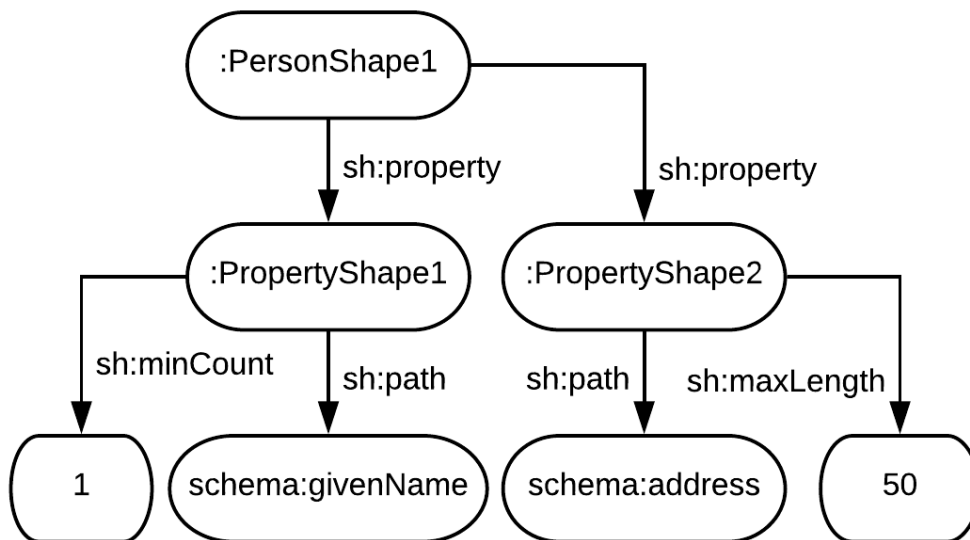 :PersonShape1
sh:property
sh:property
:PropertyShape1
:PropertyShape2
sh:minCount
sh:path
sh:path
sh:maxLength
1
schema:givenName
schema:address
50